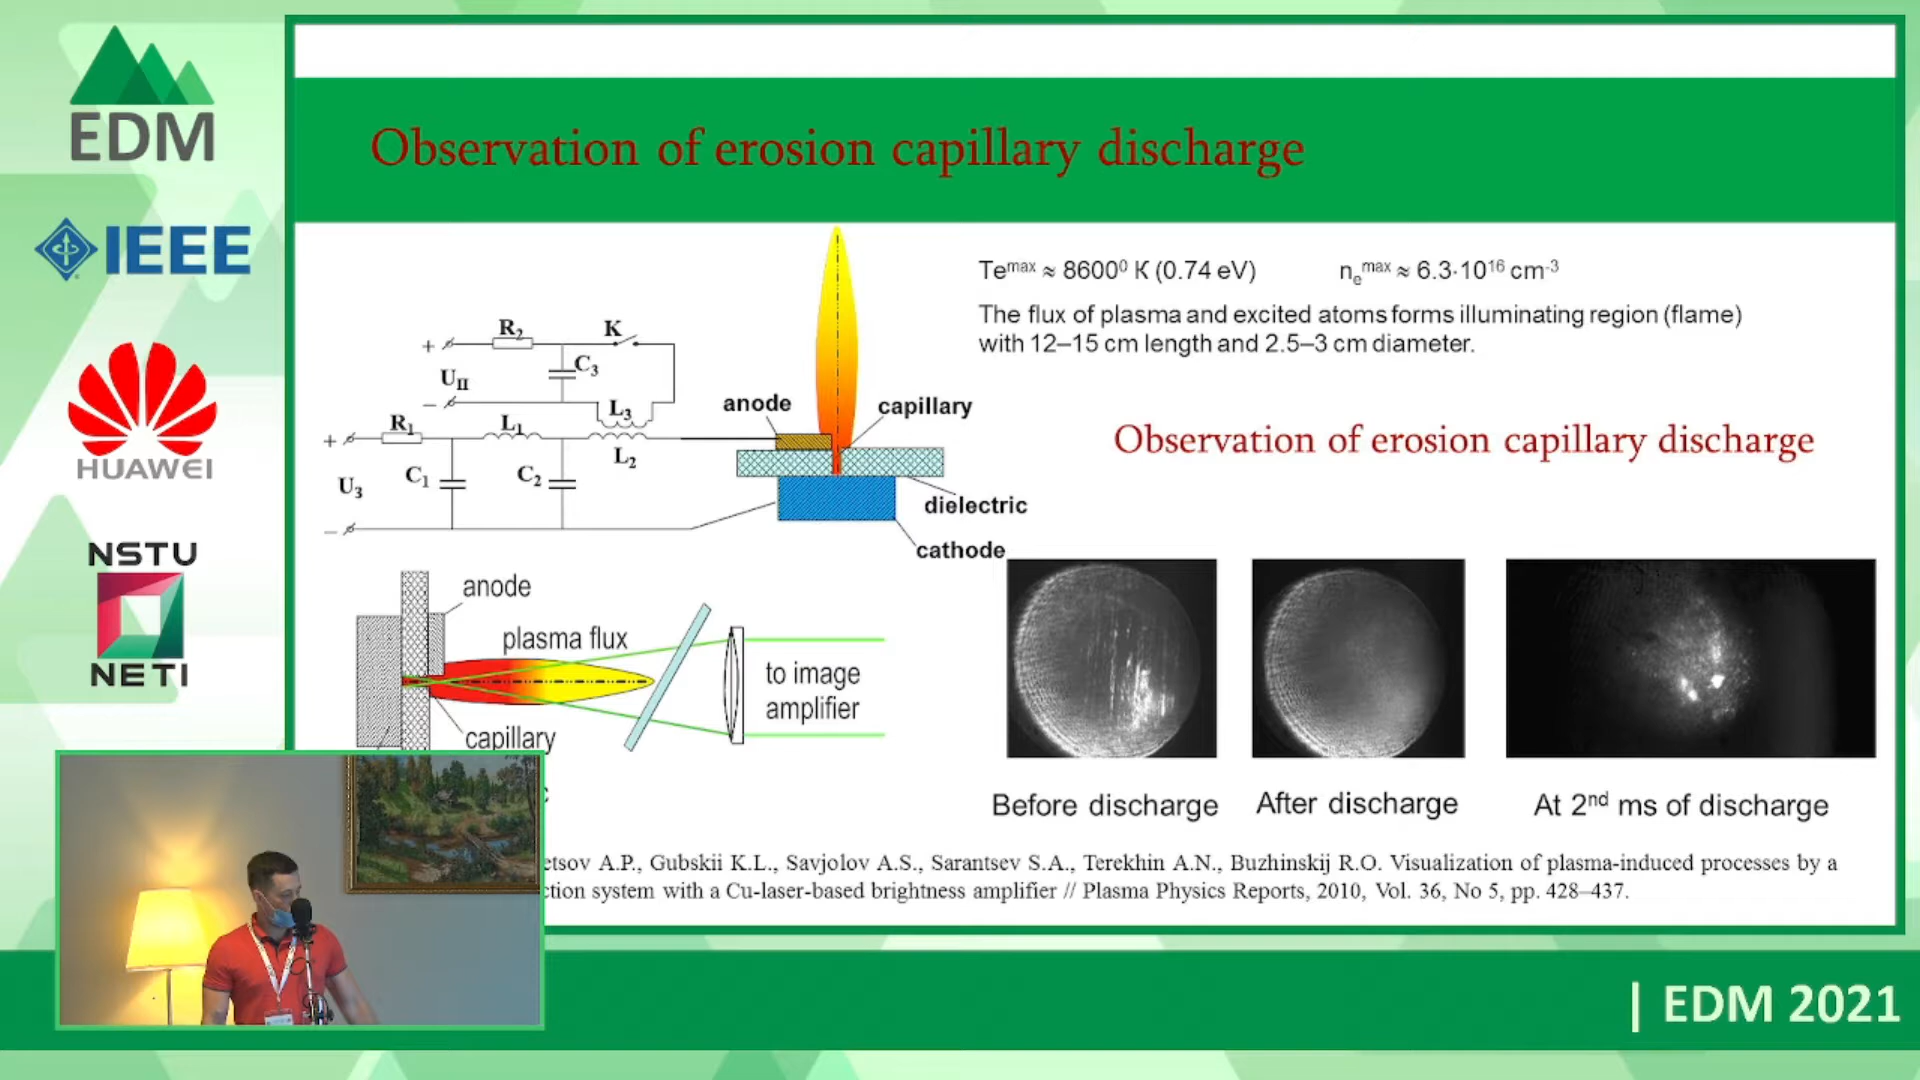 EDM
IEEE
HUAWEI
NSTU
NETI
Observation of erosion capillary discharge
Te^max ≈ 8600⁰ K (0.74 eV)
n_e^max ≈ 6.3·10¹⁶ cm⁻³
The flux of plasma and excited atoms forms illuminating region (flame)
with 12–15 cm length and 2.5–3 cm diameter.
Observation of erosion capillary discharge
+
R₂
K
C₃
U_II
−
L₃
+
R₁
L₁
L₂
C₁
C₂
U₃
−
anode
capillary
dielectric
cathode
anode
plasma flux
capillary
to image
amplifier
Before discharge
After discharge
At 2nd ms of discharge
etsov A.P., Gubskii K.L., Savjolov A.S., Sarantsev S.A., Terekhin A.N., Buzhinskij R.O. Visualization of plasma-induced processes by a
ction system with a Cu-laser-based brightness amplifier // Plasma Physics Reports, 2010, Vol. 36, No 5, pp. 428–437.
| EDM 2021